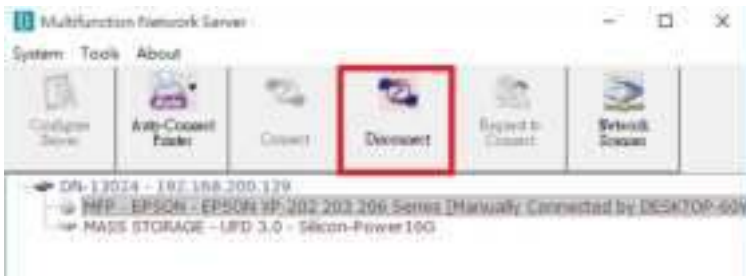 Multifunction Network Server
System Tools About
Configure Server
Auto-Connect Printer
Connect
Disconnect
Request to Connect
Network Scanner
DN-13024 - 192.168.200.129
MFP - EPSON - EPSON XP-202 203 206 Series [Manually Connected by DESKTOP-60V
MASS STORAGE - UFD 3.0 - Silicon-Power16G